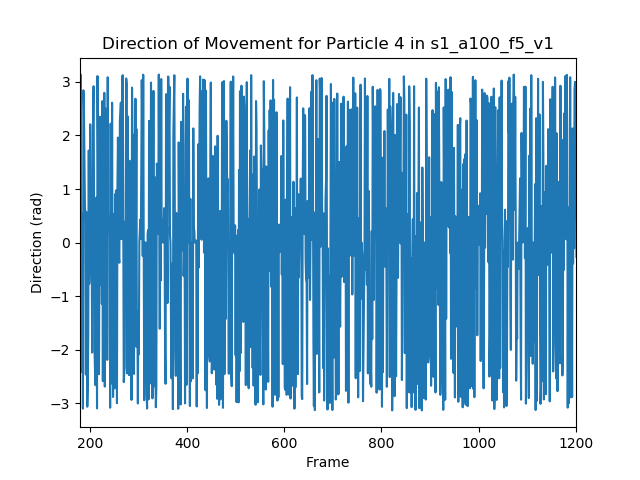 Direction of Movement for Particle 4 in s1_a100_f5_v1
3
2
1
0
−1
−2
−3
Direction (rad)
200 400 600 800 1000 1200
Frame